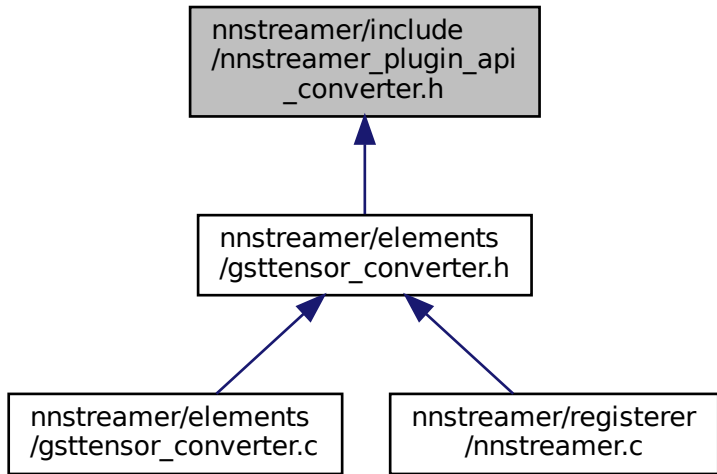 nnstreamer/include
/nnstreamer_plugin_api
_converter.h
nnstreamer/elements
/gsttensor_converter.h
nnstreamer/elements
/gsttensor_converter.c
nnstreamer/registerer
/nnstreamer.c